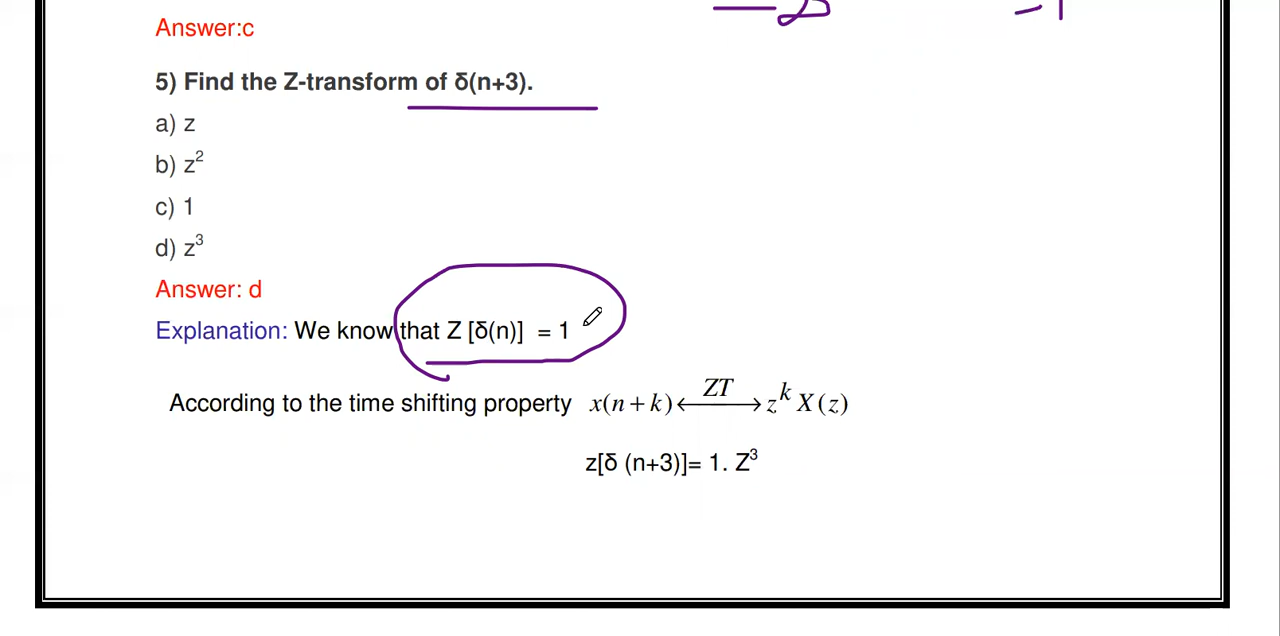 Answer:c
5) Find the Z-transform of δ(n+3).
a) z
b) z²
c) 1
d) z³
Answer: d
Explanation: We know that Z [δ(n)] = 1
According to the time shifting property x(n + k) ⟷ZT z^k X(z)
z[δ (n+3)]= 1. Z³